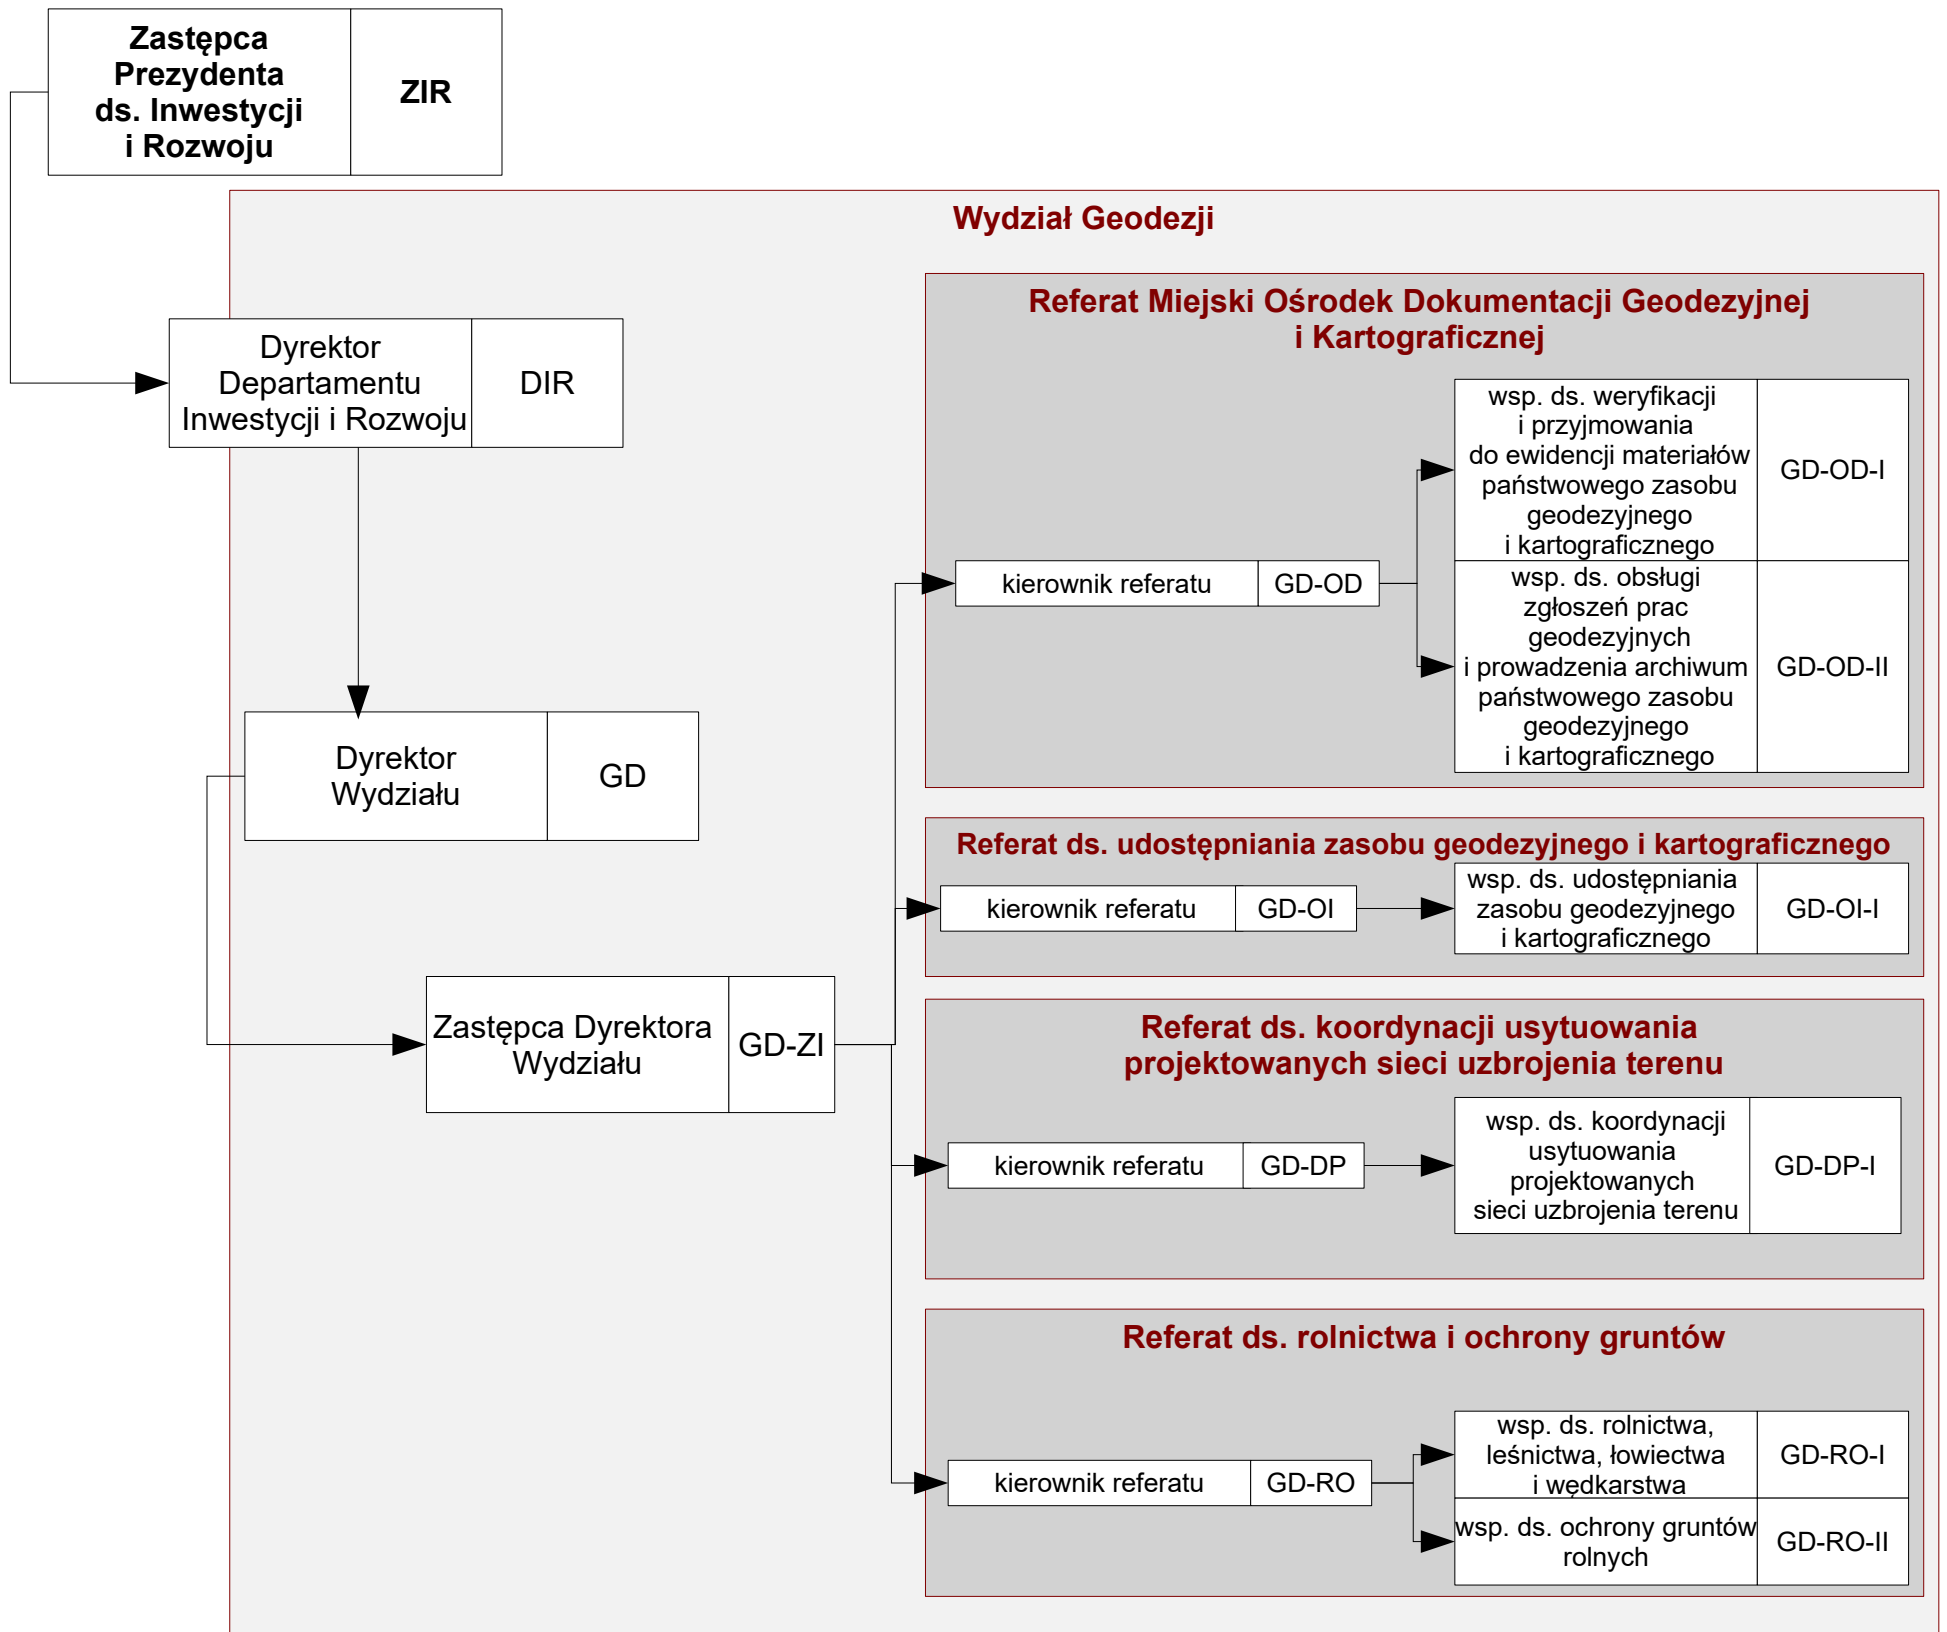 Zastępca
Prezydenta
ds. Inwestycji
i Rozwoju
ZIR
Wydział Geodezji
Dyrektor
Departamentu
Inwestycji i Rozwoju
DIR
Dyrektor
Wydziału
GD
Zastępca Dyrektora
Wydziału
GD-ZI
Referat Miejski Ośrodek Dokumentacji Geodezyjnej
i Kartograficznej
kierownik referatu
GD-OD
wsp. ds. weryfikacji
i przyjmowania
do ewidencji materiałów
państwowego zasobu
geodezyjnego
i kartograficznego
GD-OD-I
wsp. ds. obsługi
zgłoszeń prac
geodezyjnych
i prowadzenia archiwum
państwowego zasobu
geodezyjnego
i kartograficznego
GD-OD-II
Referat ds. udostępniania zasobu geodezyjnego i kartograficznego
kierownik referatu
GD-OI
wsp. ds. udostępniania
zasobu geodezyjnego
i kartograficznego
GD-OI-I
Referat ds. koordynacji usytuowania
projektowanych sieci uzbrojenia terenu
kierownik referatu
GD-DP
wsp. ds. koordynacji
usytuowania
projektowanych
sieci uzbrojenia terenu
GD-DP-I
Referat ds. rolnictwa i ochrony gruntów
kierownik referatu
GD-RO
wsp. ds. rolnictwa,
leśnictwa, łowiectwa
i wędkarstwa
GD-RO-I
wsp. ds. ochrony gruntów
rolnych
GD-RO-II